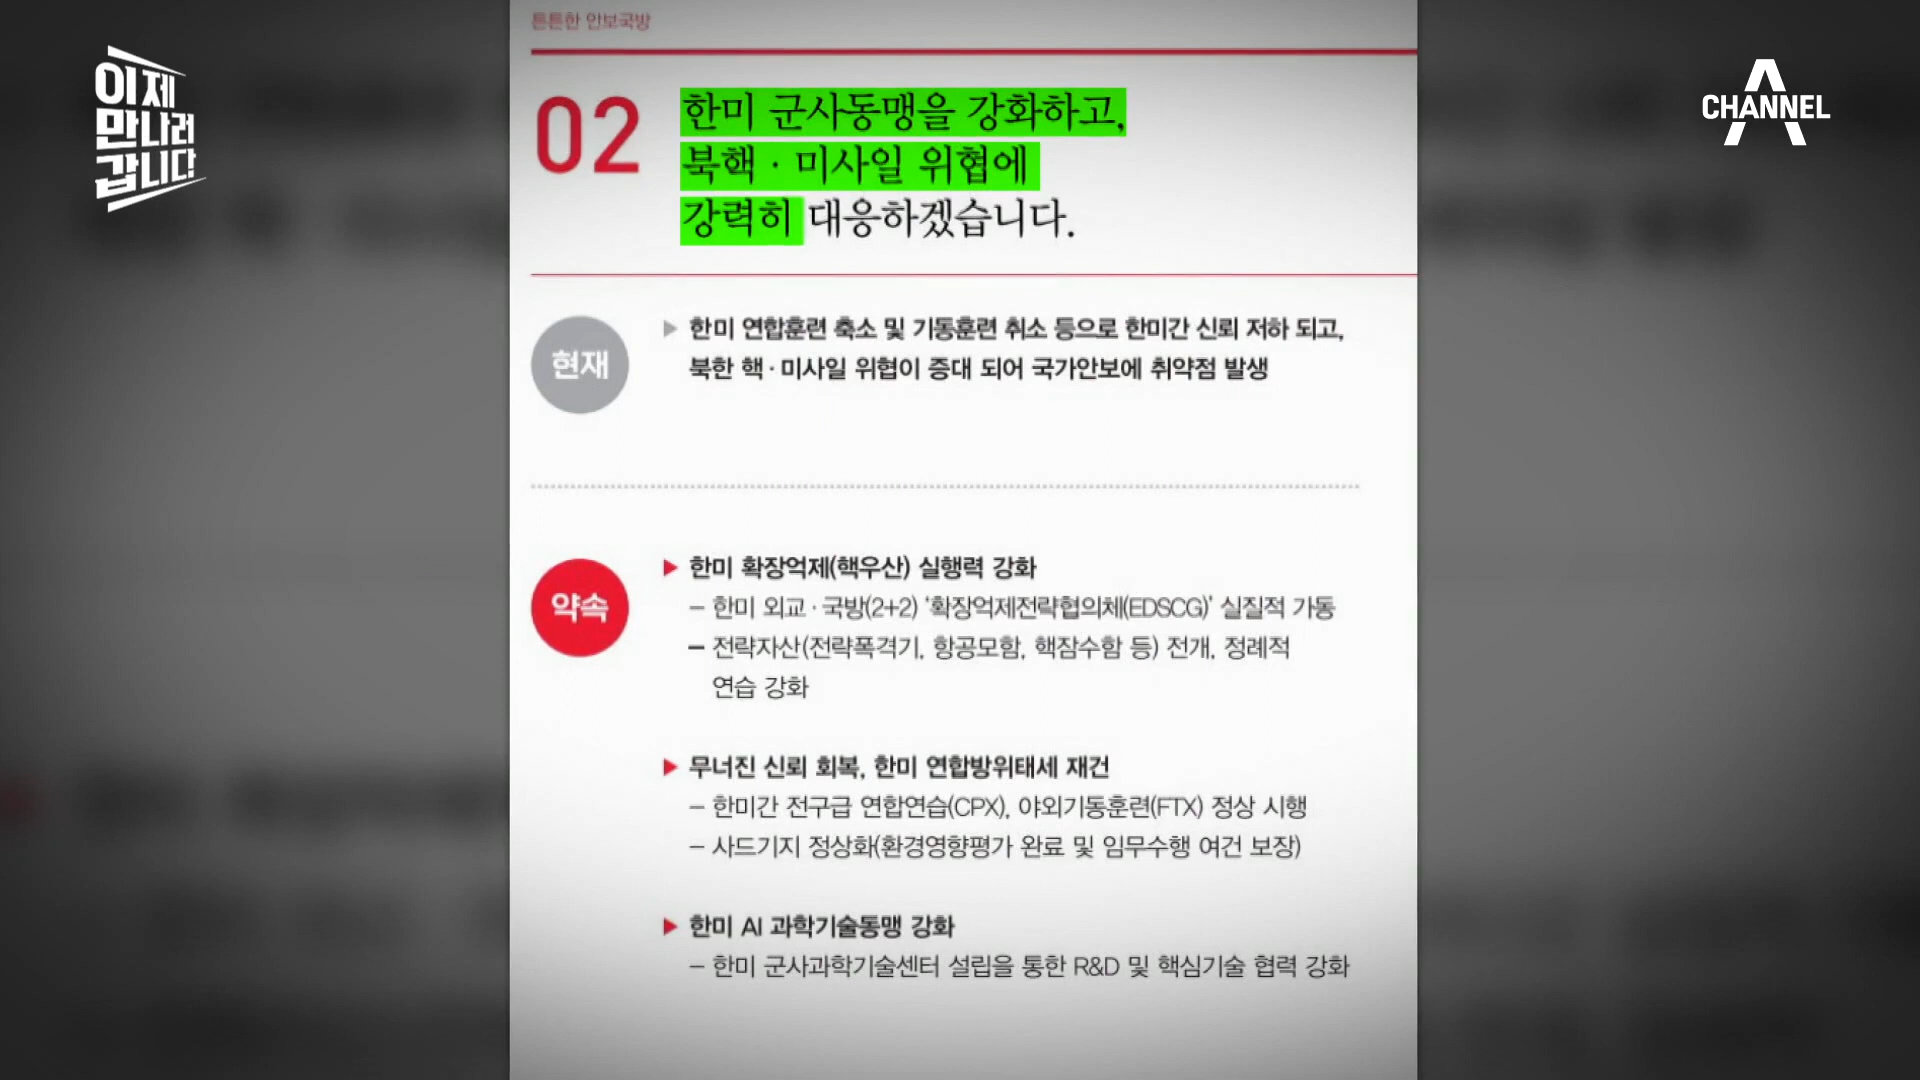 튼튼한 안보국방
이제
만나러
갑니다
CHANNEL A
02
한미 군사동맹을 강화하고,
북핵 · 미사일 위협에
강력히 대응하겠습니다.
현재
▶ 한미 연합훈련 축소 및 기동훈련 취소 등으로 한미간 신뢰 저하 되고,
북한 핵 · 미사일 위협이 증대 되어 국가안보에 취약점 발생
약속
▶ 한미 확장억제(핵우산) 실행력 강화
– 한미 외교 · 국방(2+2) ‘확장억제전략협의체(EDSCG)’ 실질적 가동
– 전략자산(전략폭격기, 항공모함, 핵잠수함 등) 전개, 정례적
연습 강화
▶ 무너진 신뢰 회복, 한미 연합방위태세 재건
– 한미간 전구급 연합연습(CPX), 야외기동훈련(FTX) 정상 시행
– 사드기지 정상화(환경영향평가 완료 및 임무수행 여건 보장)
▶ 한미 AI 과학기술동맹 강화
– 한미 군사과학기술센터 설립을 통한 R&D 및 핵심기술 협력 강화